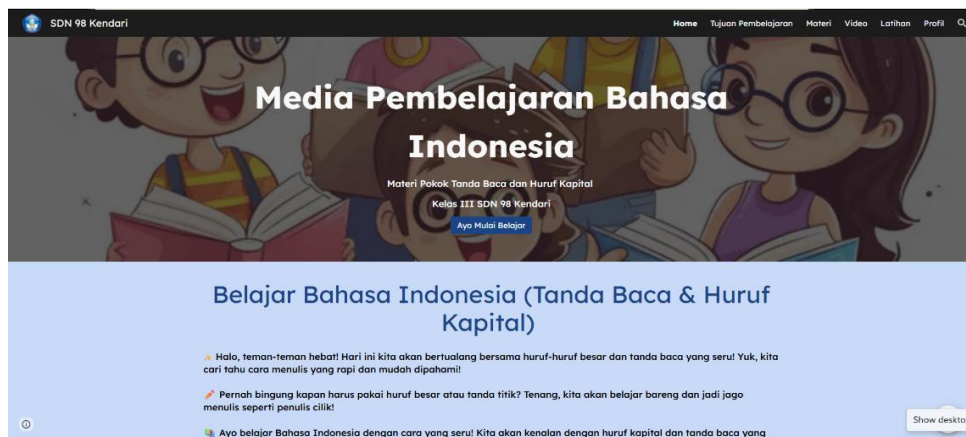 SDN 98 Kendari
Home Tujuan Pembelajaran Materi Video Latihan Profil
Media Pembelajaran Bahasa
Indonesia
Materi Pokok Tanda Baca dan Huruf Kapital
Kelas III SDN 98 Kendari
Ayo Mulai Belajar
Belajar Bahasa Indonesia (Tanda Baca & Huruf
Kapital)
Halo, teman-teman hebat! Hari ini kita akan bertualang bersama huruf-huruf besar dan tanda baca yang seru! Yuk, kita
cari tahu cara menulis yang rapi dan mudah dipahami!
Pernah bingung kapan harus pakai huruf besar atau tanda titik? Tenang, kita akan belajar bareng dan jadi jago
menulis seperti penulis cilik!
Ayo belajar Bahasa Indonesia dengan cara yang seru! Kita akan kenalan dengan huruf kapital dan tanda baca yang
Show deskto